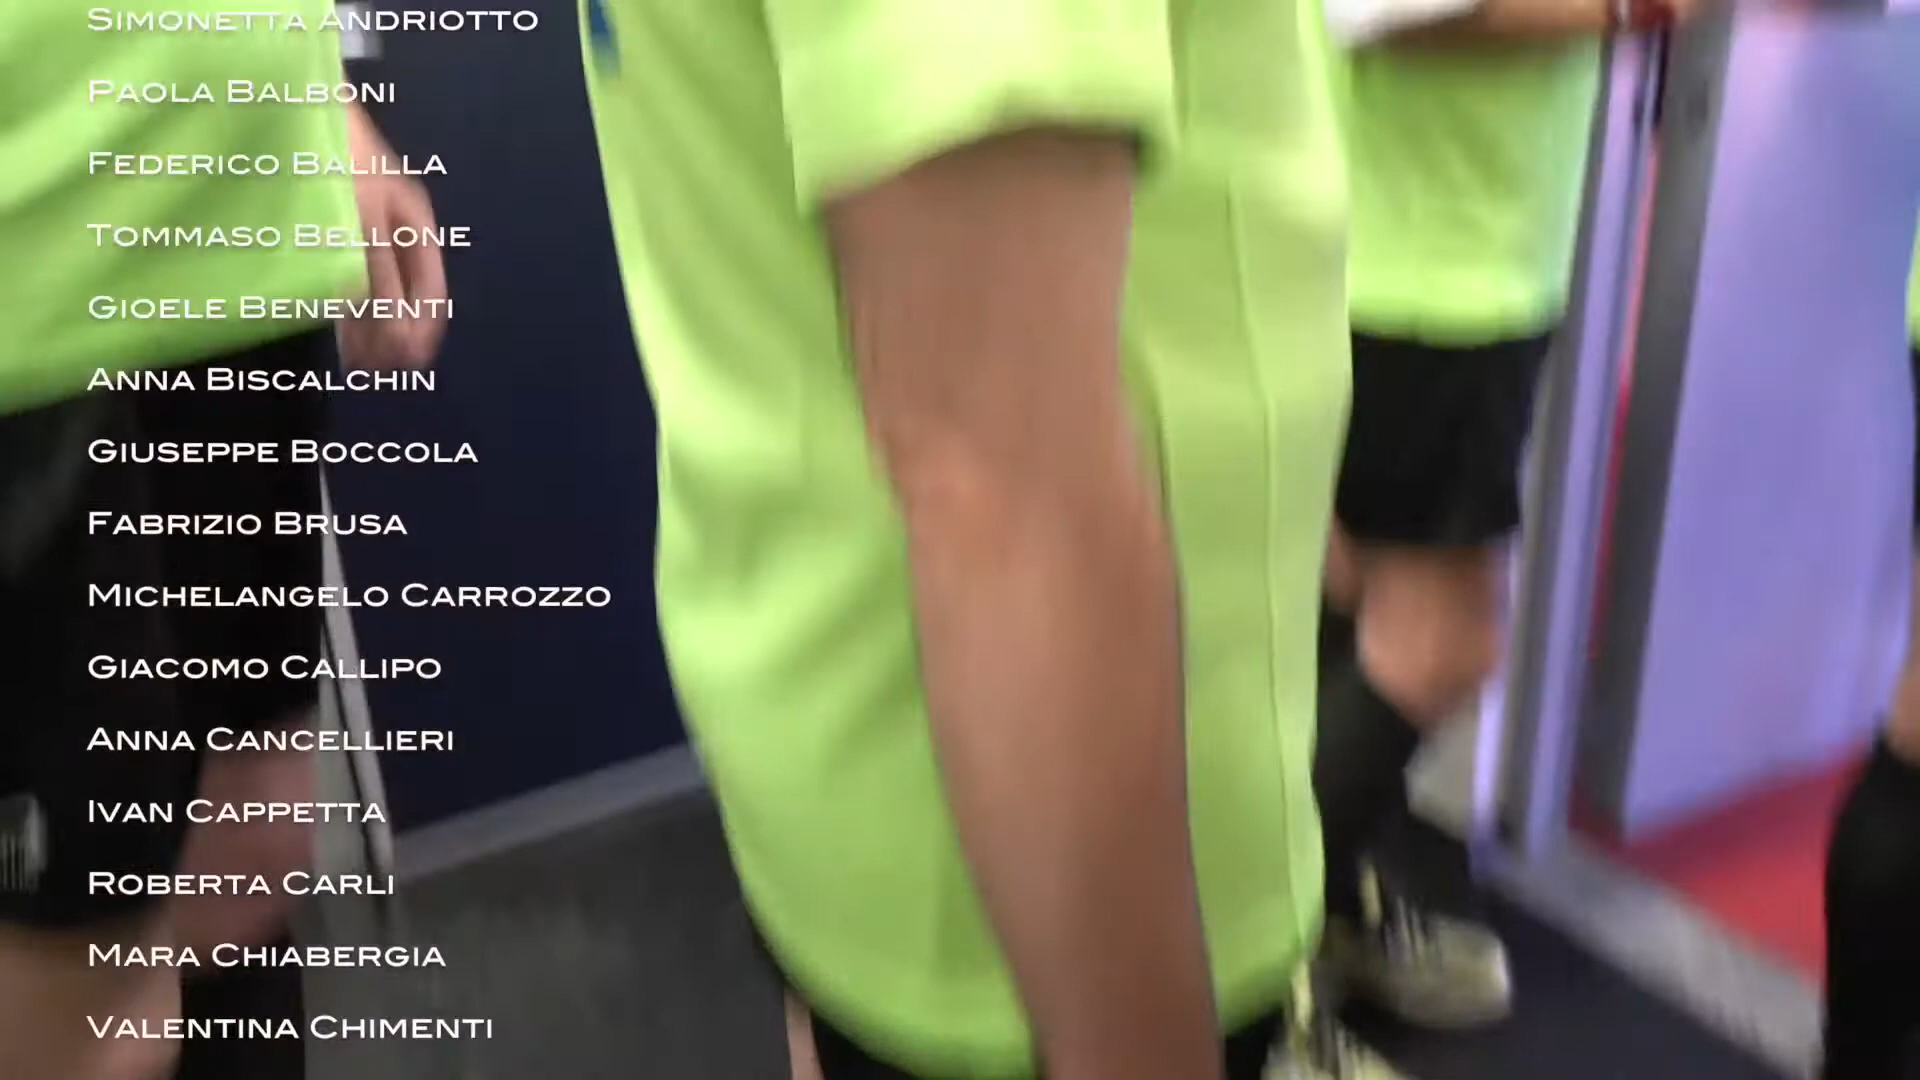 Simonetta Andriotto
Paola Balboni
Federico Balilla
Tommaso Bellone
Gioele Beneventi
Anna Biscalchin
Giuseppe Boccola
Fabrizio Brusa
Michelangelo Carrozzo
Giacomo Callipo
Anna Cancellieri
Ivan Cappetta
Roberta Carli
Mara Chiabergia
Valentina Chimenti